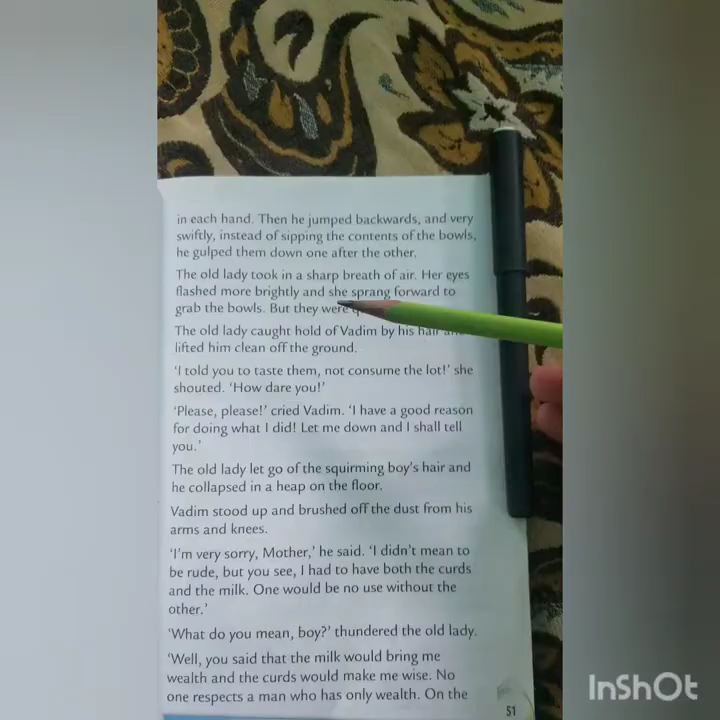 in each hand. Then he jumped backwards, and very
swiftly, instead of sipping the contents of the bowls,
he gulped them down one after the other.
The old lady took in a sharp breath of air. Her eyes
flashed more brightly and she sprang forward to
grab the bowls. But they were
The old lady caught hold of Vadim by his hair
lifted him clean off the ground.
‘I told you to taste them, not consume the lot!’ she
shouted. ‘How dare you!’
‘Please, please!’ cried Vadim. ‘I have a good reason
for doing what I did! Let me down and I shall tell
you.’
The old lady let go of the squirming boy’s hair and
he collapsed in a heap on the floor.
Vadim stood up and brushed off the dust from his
arms and knees.
‘I’m very sorry, Mother,’ he said. ‘I didn’t mean to
be rude, but you see, I had to have both the curds
and the milk. One would be no use without the
other.’
‘What do you mean, boy?’ thundered the old lady.
‘Well, you said that the milk would bring me
wealth and the curds would make me wise. No
one respects a man who has only wealth. On the
51
InShOt